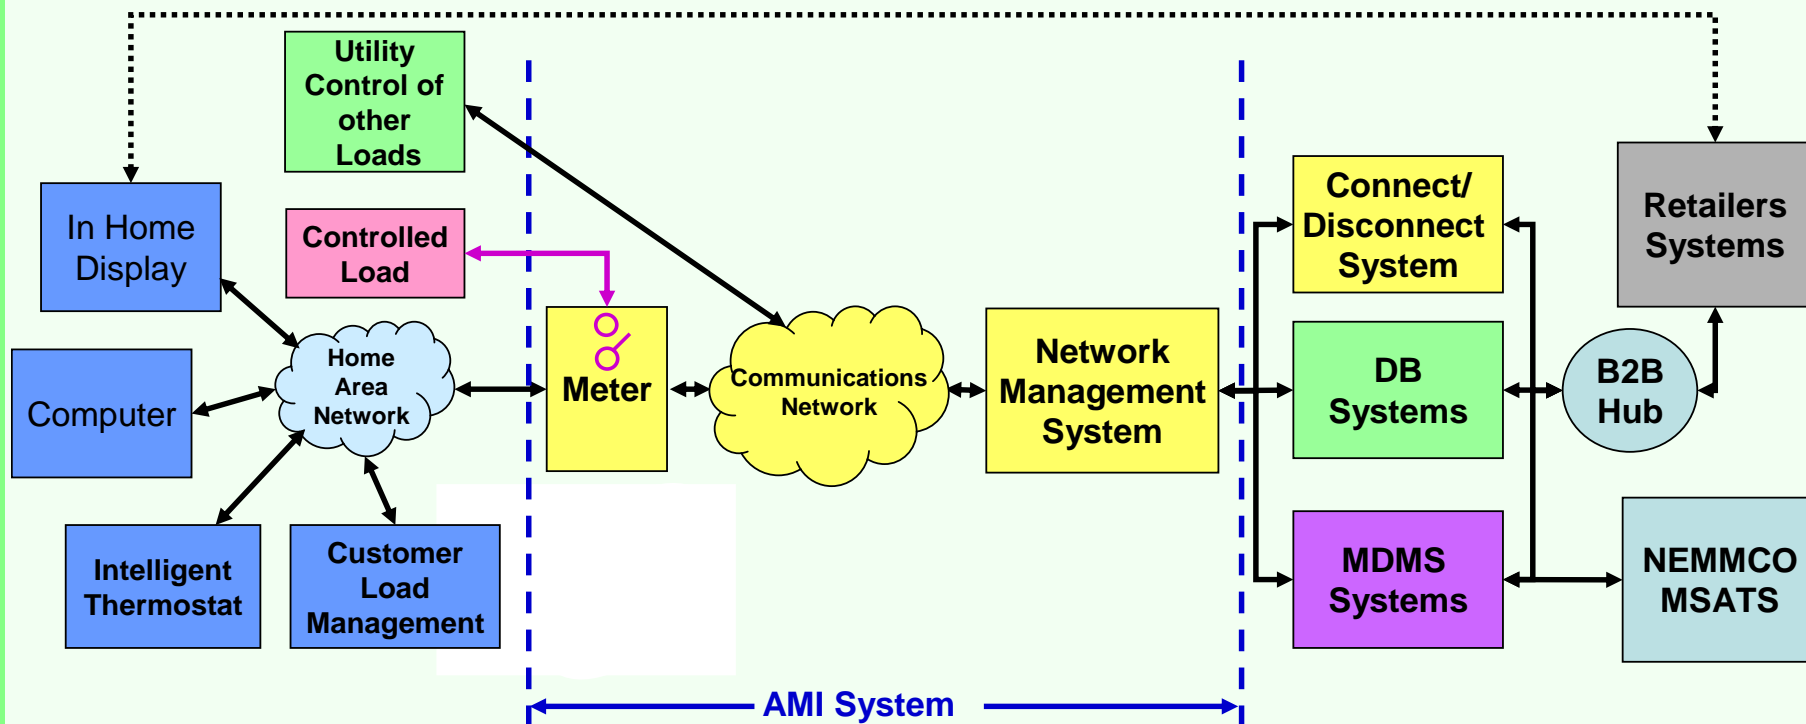 Utility
Control of
other
Loads
In Home
Display
Controlled
Load
Computer
Home
Area
Network
Intelligent
Thermostat
Customer
Load
Management
Meter
Communications
Network
Network
Management
System
AMI System
Connect/
Disconnect
System
DB
Systems
MDMS
Systems
B2B
Hub
Retailers
Systems
NEMMCO
MSATS